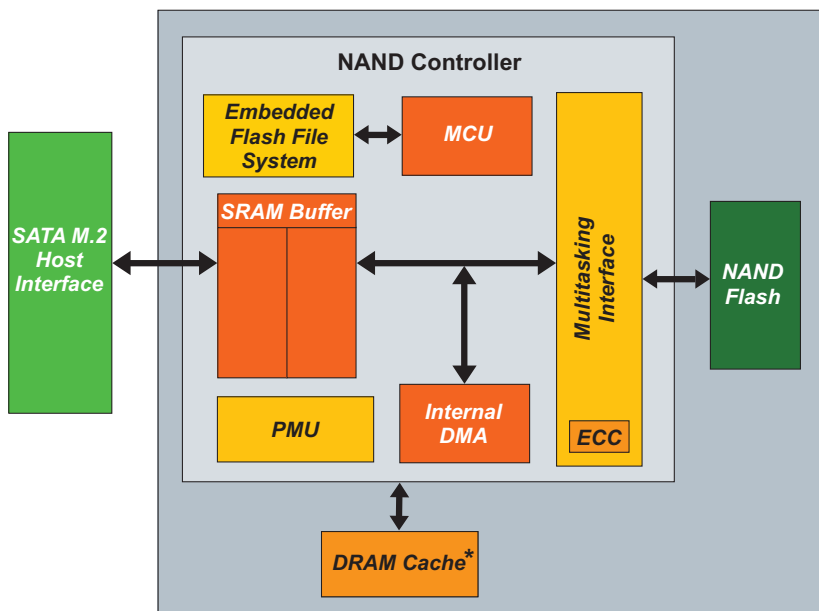 NAND Controller
Embedded
Flash File
System
MCU
SRAM Buffer
SATA M.2
Host
Interface
Multitasking
Interface
NAND
Flash
PMU
Internal
DMA
ECC
DRAM Cache*